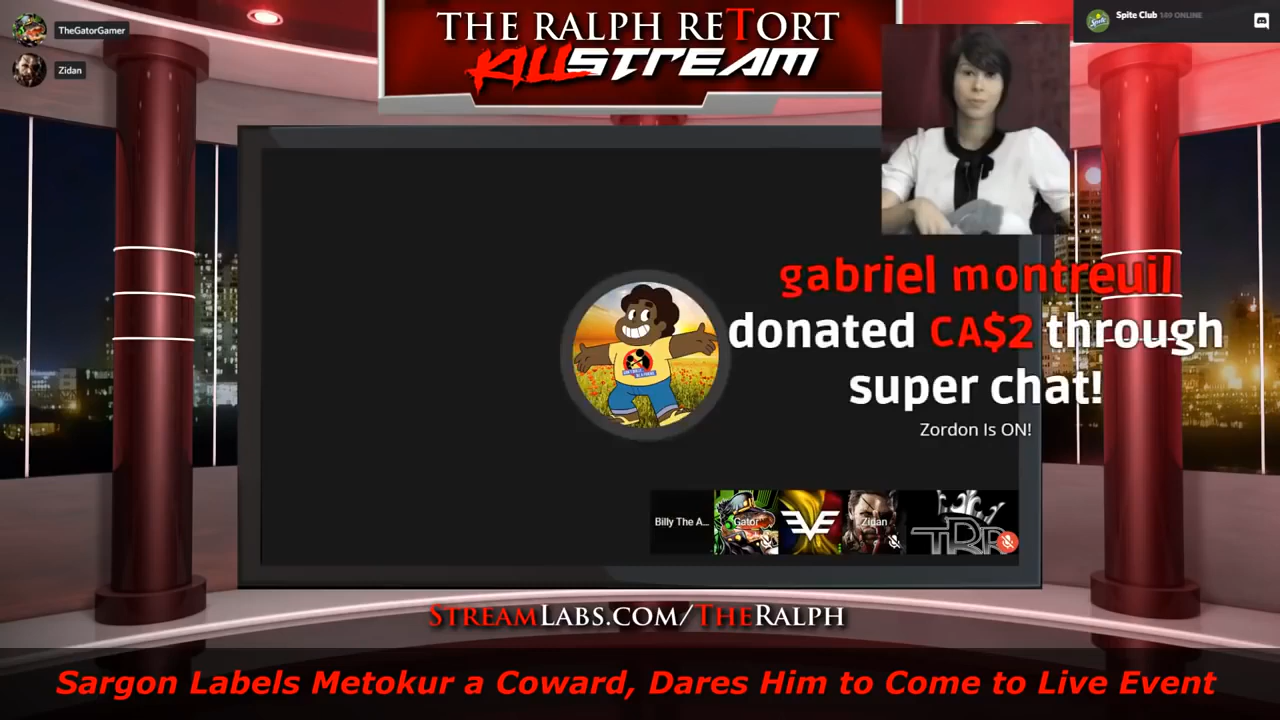 TheGatorGamer
Zidan
THE RALPH RETORT
KILLSTREAM
Spite Club 589 ONLINE
gabriel montreuil
donated CA$2 through
super chat!
Zordon Is ON!
Billy The A...
Gator
Zidan
TRR
STREAMLABS.COM/THERALPH
Sargon Labels Metokur a Coward, Dares Him to Come to Live Event